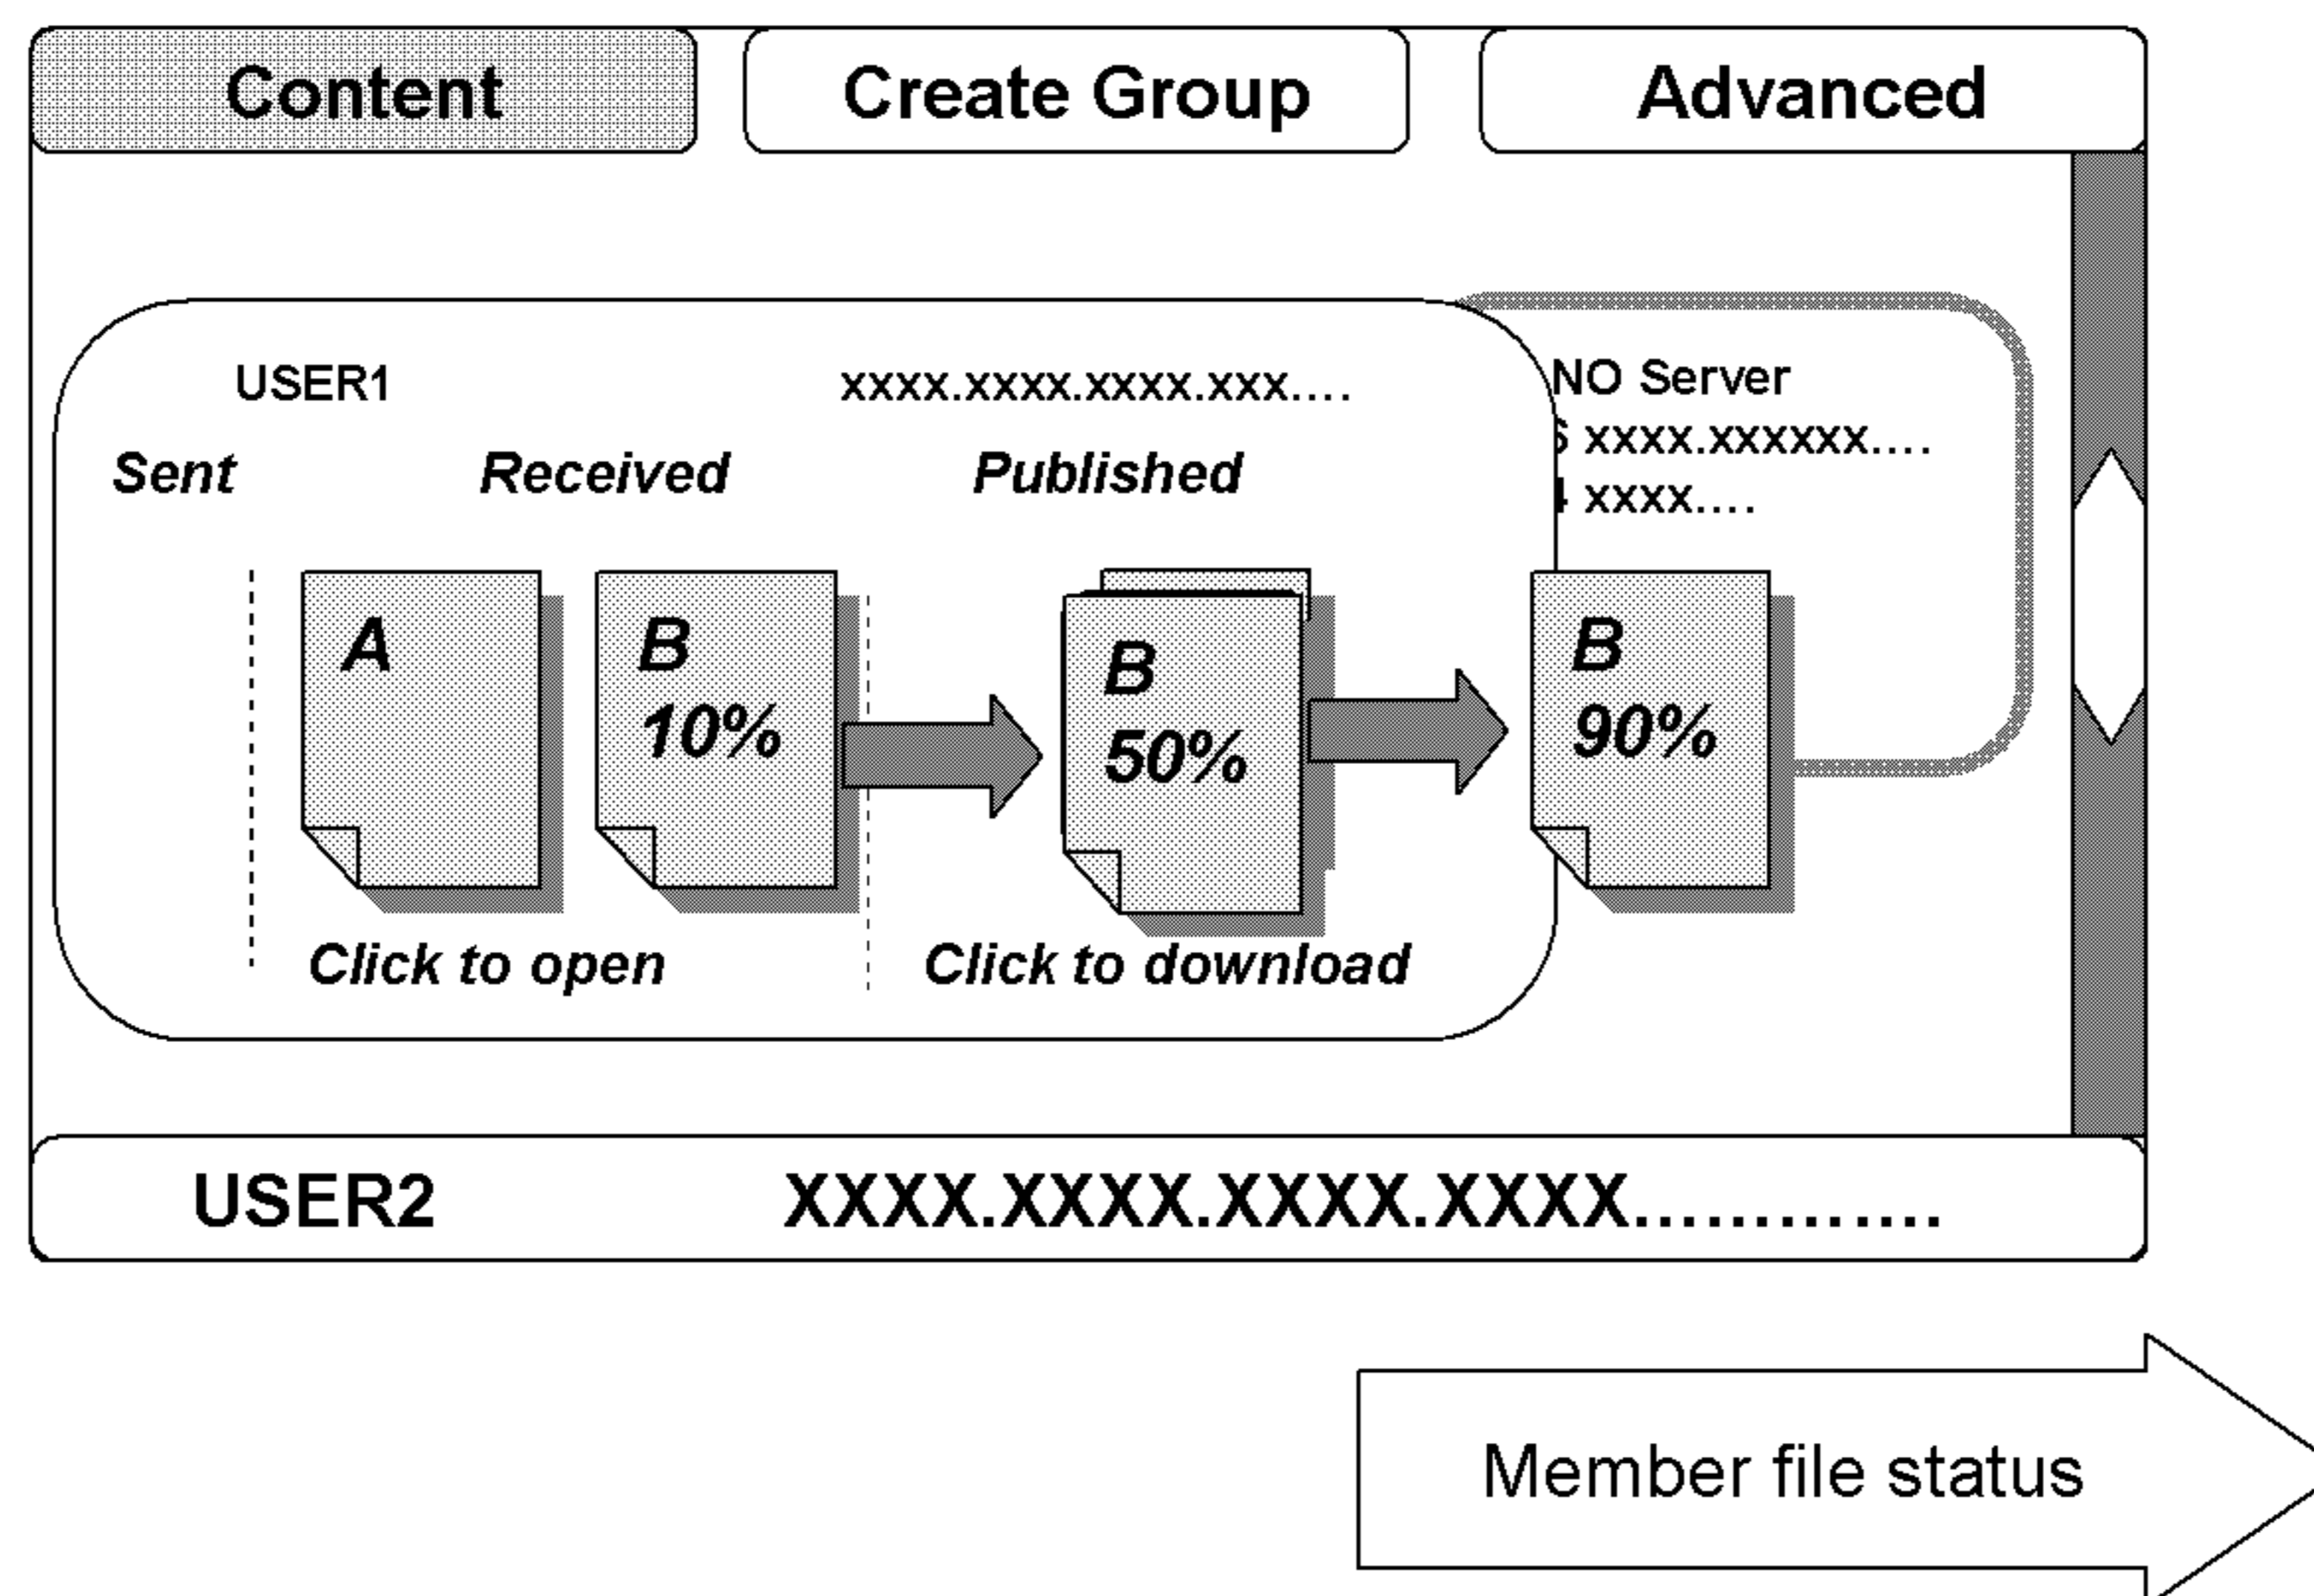 Content
Create Group
Advanced
USER1
xxxx.xxxx.xxxx.xxx....
NO Server
xxxx.xxxxxx....
xxxx....
Sent
Received
Published
A
B
10%
B
50%
B
90%
Click to open
Click to download
USER2
XXXX.XXXX.XXXX.XXXX.............
Member file status